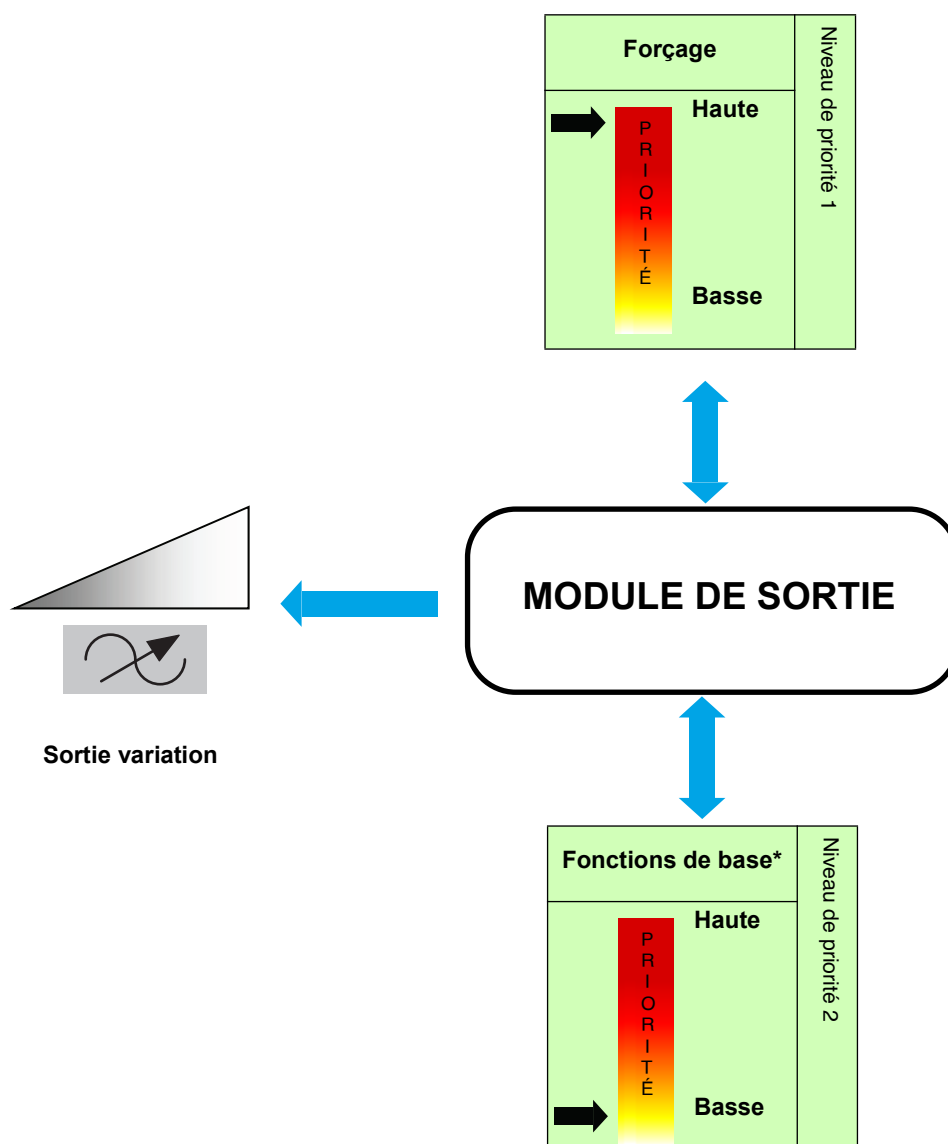 Forçage
Niveau de priorité 1
Haute
PRIORITÉ
Basse
MODULE DE SORTIE
Sortie variation
Fonctions de base*
Niveau de priorité 2
Haute
PRIORITÉ
Basse